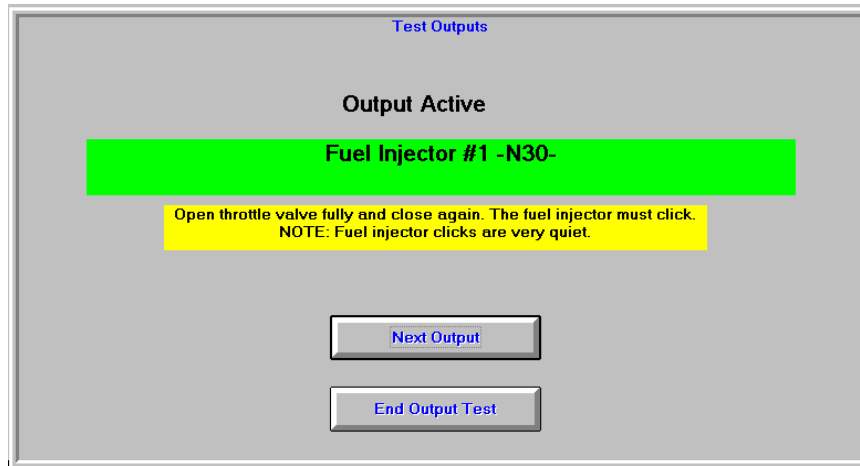 Test Outputs
Output Active
Fuel Injector #1 -N30-
Open throttle valve fully and close again. The fuel injector must click.
NOTE: Fuel injector clicks are very quiet.
Next Output
End Output Test